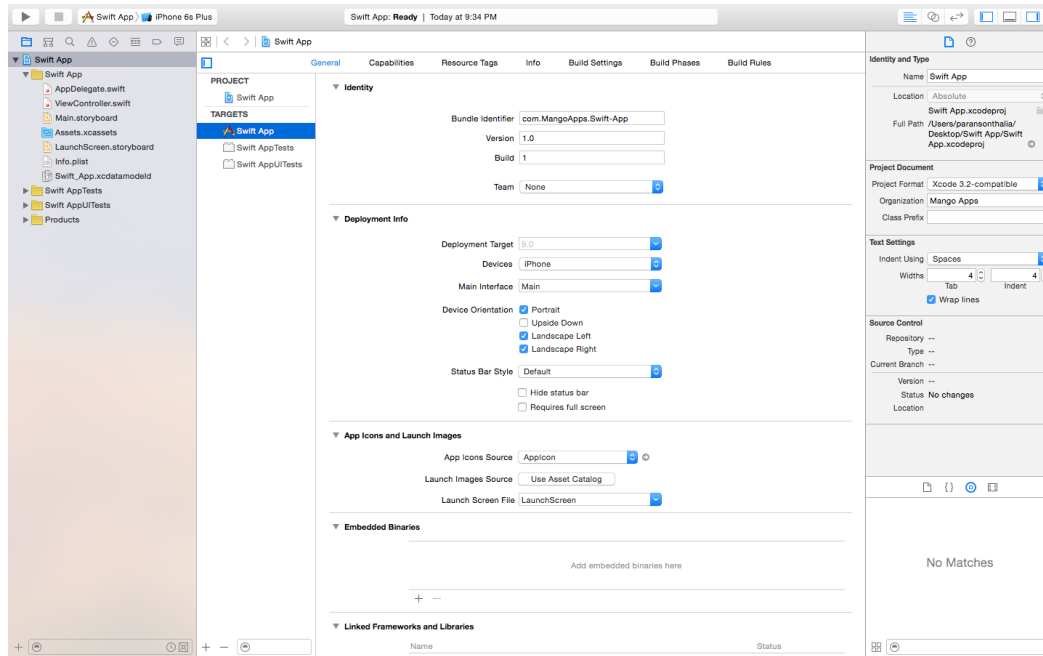 Swift App iPhone 6s Plus
Swift App: Ready | Today at 9:34 PM
Swift App
Swift App
AppDelegate.swift
ViewController.swift
Main.storyboard
Assets.xcassets
LaunchScreen.storyboard
Info.plist
Swift_App.xcdatamodeld
Swift AppTests
Swift AppUITests
Products
Swift App
General Capabilities Resource Tags Info Build Settings Build Phases Build Rules
PROJECT
Swift App
TARGETS
Swift App
Swift AppTests
Swift AppUITests
Identity
Bundle Identifier com.MangoApps.Swift-App
Version 1.0
Build 1
Team None
Deployment Info
Deployment Target 9.0
Devices iPhone
Main Interface Main
Device Orientation Portrait
Upside Down
Landscape Left
Landscape Right
Status Bar Style Default
Hide status bar
Requires full screen
App Icons and Launch Images
App Icons Source AppIcon
Launch Images Source Use Asset Catalog
Launch Screen File LaunchScreen
Embedded Binaries
Add embedded binaries here
Linked Frameworks and Libraries
Name Status
Identity and Type
Name Swift App
Location Absolute
Swift App.xcodeproj
Full Path /Users/paransonthalia/
Desktop/Swift App/Swift
App.xcodeproj
Project Document
Project Format Xcode 3.2-compatible
Organization Mango Apps
Class Prefix
Text Settings
Indent Using Spaces
Widths 4 4
Tab Indent
Wrap lines
Source Control
Repository --
Type --
Current Branch --
Version --
Status No changes
Location
No Matches